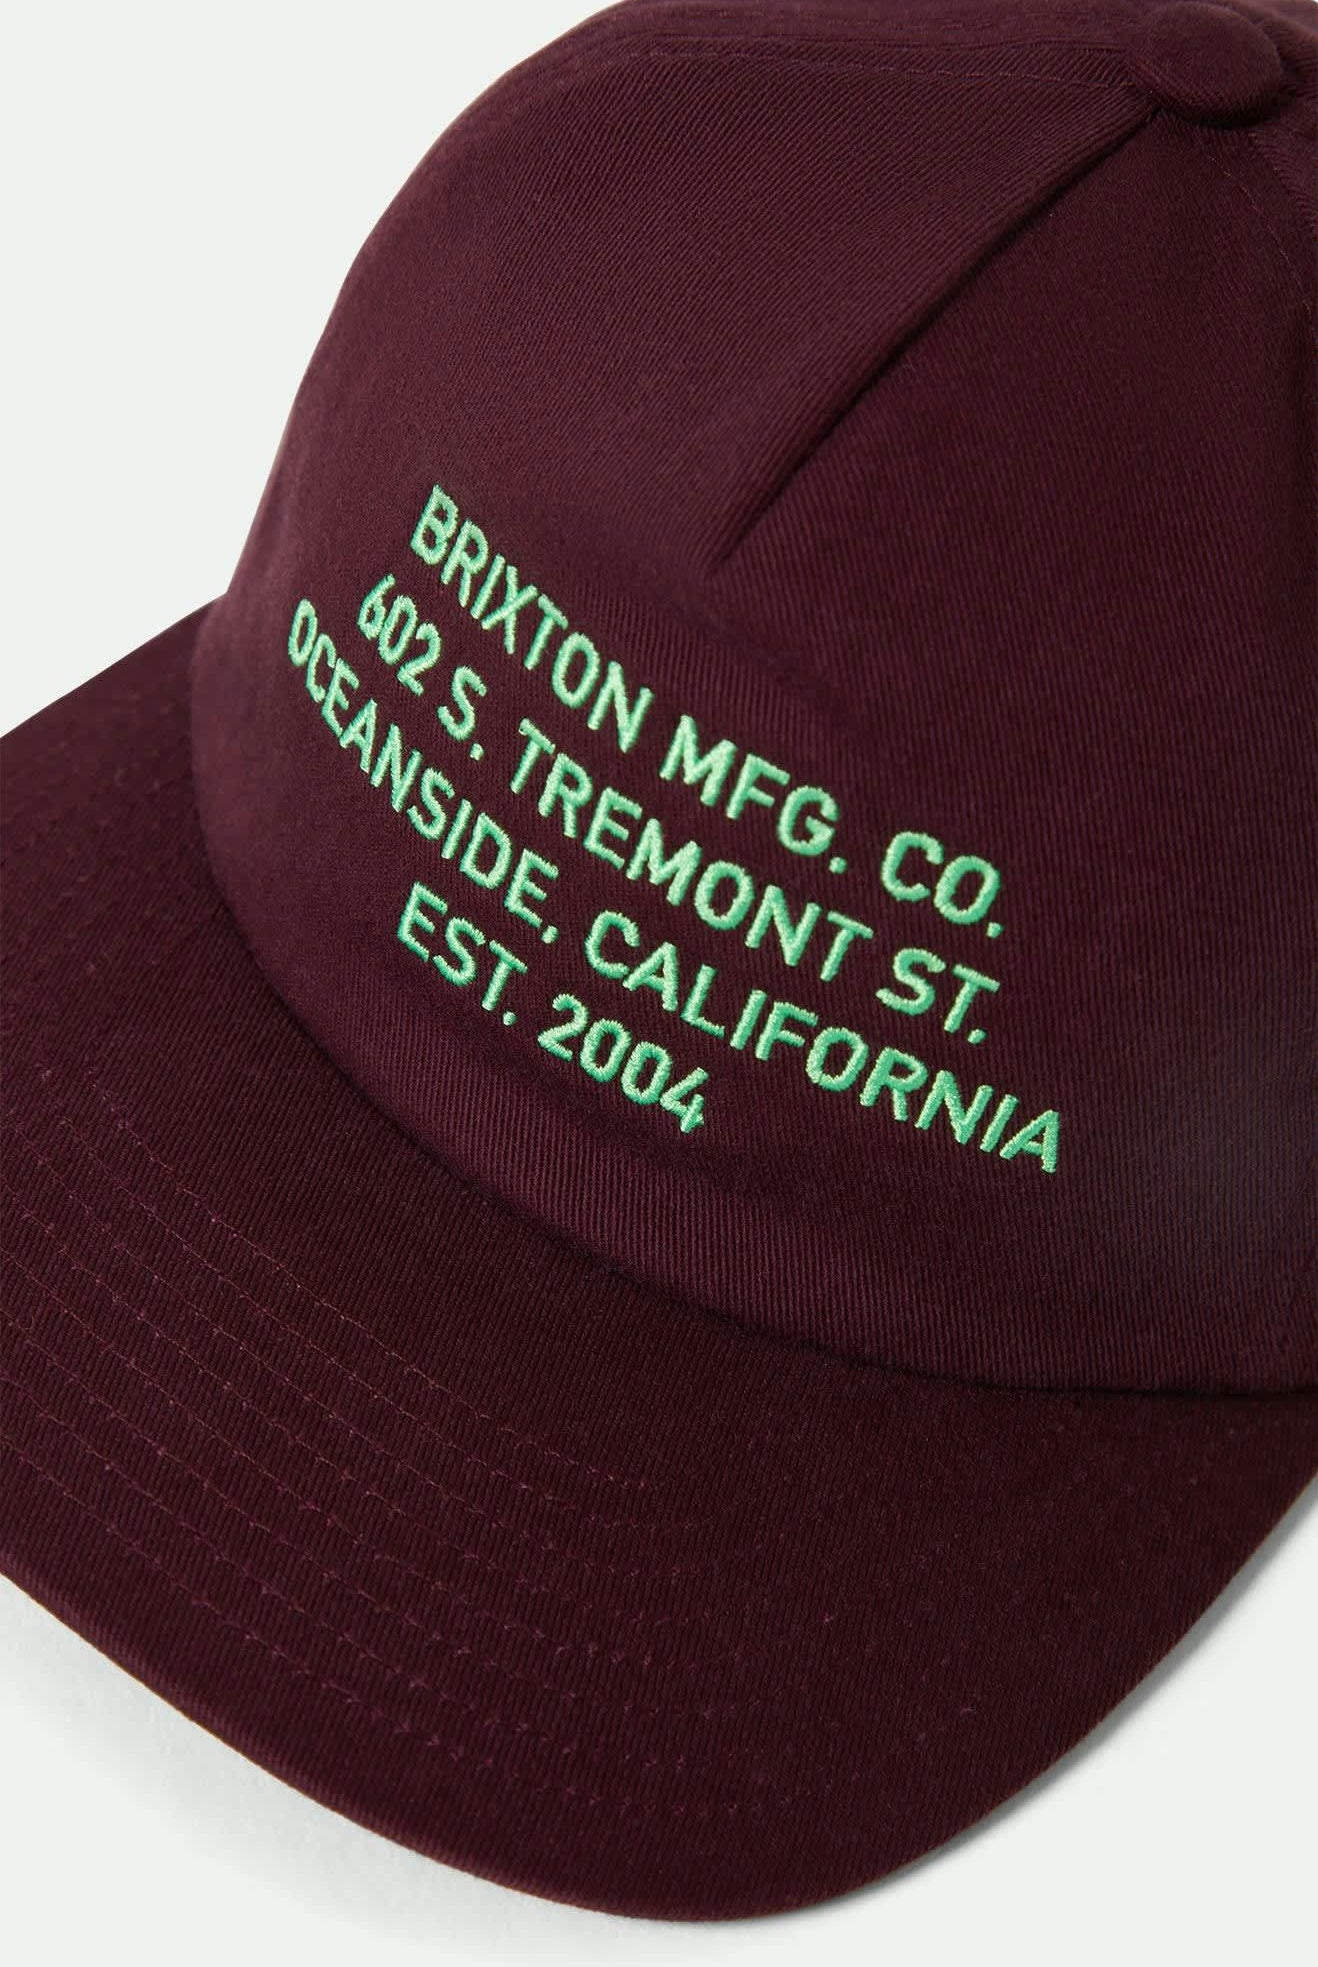 BRIXTON MFG. CO.
602 S. TREMONT ST.
OCEANSIDE, CALIFORNIA
EST. 2004